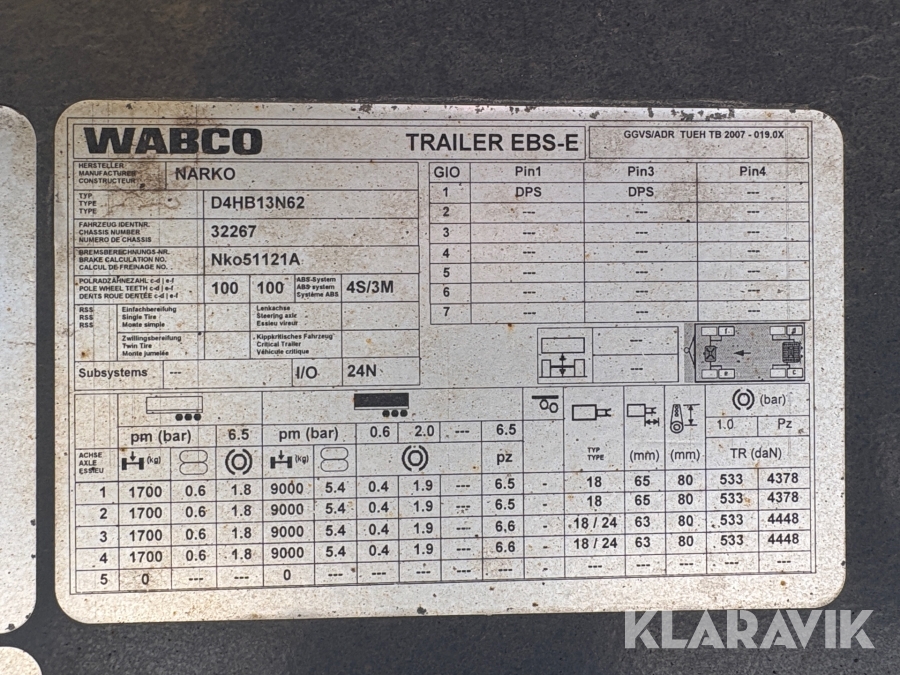 WABCO TRAILER EBS-E GGVS/ADR TUEH TB 2007 - 019.0X
HERSTELLER
MANUFACTURER
CONSTRUCTEUR
NARKO
TYP
TYPE
TYPE
D4HB13N62
FAHRZEUG IDENTNR.
CHASSIS NUMBER
NUMERO DE CHASSIS
32267
BREMSBERECHNUNGS-NR.
BRAKE CALCULATION NO.
CALCUL DE FREINAGE NO.
Nko51121A
POLRADZÄHNEZAHL c-d | e-f
POLE WHEEL TEETH c-d | e-f
DENTS ROUE DENTÉE c-d | e-f
100 100
ABS-System
ABS system
Système ABS
4S/3M
RSS Einfachbereifung
RSS Single Tire
RSS Monte simple
Lenkachse
Steering axle
Essieu vireur
Zwillingsbereifung
Twin Tire
Monte jumelée
Kippkritisches Fahrzeug
Critical Trailer
Véhicule critique
Subsystems --- I/O 24N
GIO Pin1 Pin3 Pin4
1 DPS DPS ---
2 --- --- ---
3 --- --- ---
4 --- --- ---
5 --- --- ---
6 --- --- ---
7 --- --- ---
---
---
(bar)
pm (bar) 6.5 pm (bar) 0.6 2.0 --- 6.5 1.0 Pz
ACHSE
AXLE
ESSIEU
(kg) (kg) pz
TYP
TYPE
(mm) (mm) TR (daN)
1 1700 0.6 1.8 9000 5.4 0.4 1.9 --- 6.5 - 18 65 80 533 4378
2 1700 0.6 1.8 9000 5.4 0.4 1.9 --- 6.5 - 18 65 80 533 4378
3 1700 0.6 1.8 9000 5.4 0.4 1.9 --- 6.6 - 18 / 24 63 80 533 4448
4 1700 0.6 1.8 9000 5.4 0.4 1.9 --- 6.6 - 18 / 24 63 80 533 4448
5 0 --- --- 0 --- --- --- --- --- - --- --- --- --- ---
KLARAVIK